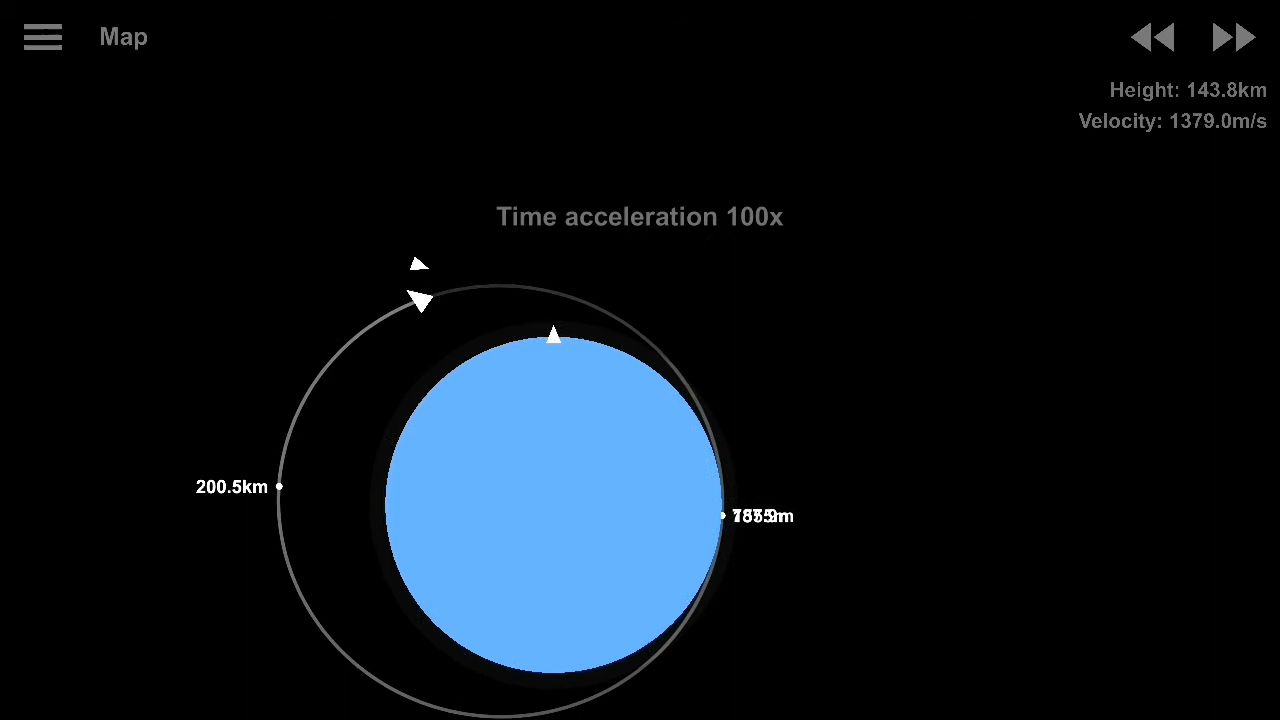 Map
Height: 143.8km
Velocity: 1379.0m/s
Time acceleration 100x
200.5km